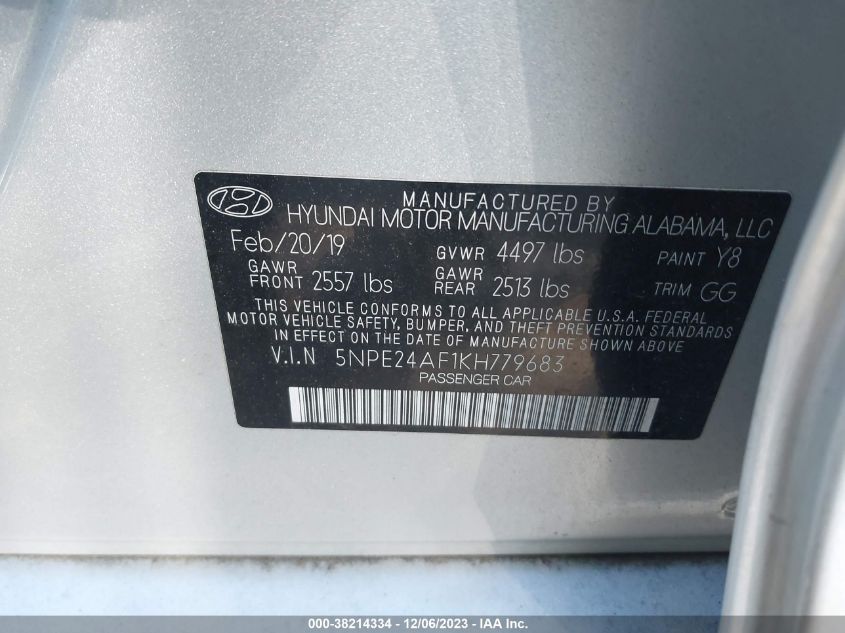 MANUFACTURED BY
HYUNDAI MOTOR MANUFACTURING ALABAMA, LLC
Feb/20/19 GVWR 4497 lbs PAINT Y8
GAWR FRONT 2557 lbs GAWR REAR 2513 lbs TRIM GG
THIS VEHICLE CONFORMS TO ALL APPLICABLE U.S.A. FEDERAL
MOTOR VEHICLE SAFETY, BUMPER, AND THEFT PREVENTION STANDARDS
IN EFFECT ON THE DATE OF MANUFACTURE SHOWN ABOVE
V.I.N 5NPE24AF1KH779683
PASSENGER CAR
000-38214334 - 12/06/2023 - IAA Inc.